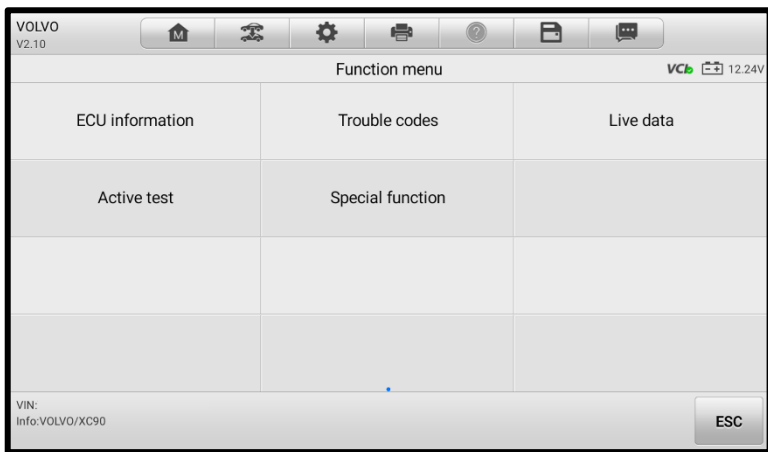 VOLVO
V2.10
M
?
Function menu
VCI 12.24V
ECU information
Trouble codes
Live data
Active test
Special function
VIN:
Info:VOLVO/XC90
ESC